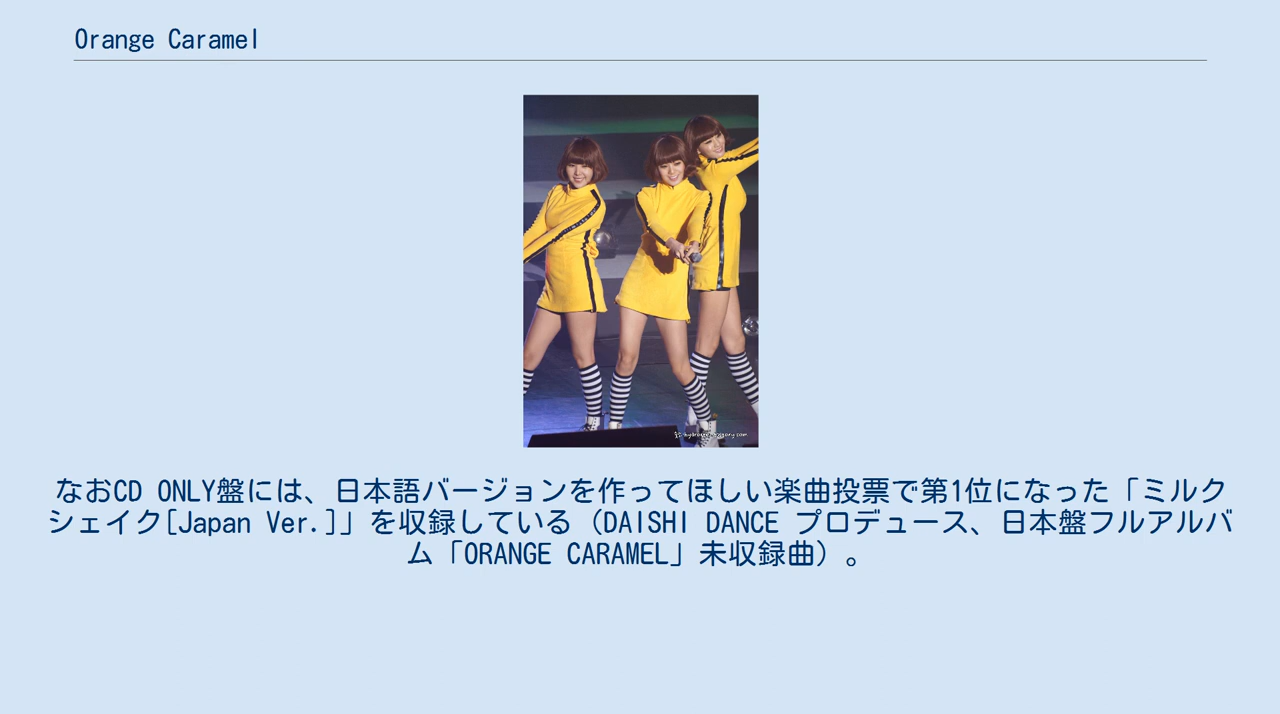 Orange Caramel
なおCD ONLY盤には、日本語バージョンを作ってほしい楽曲投票で第1位になった「ミルク
シェイク[Japan Ver.]」を収録している（DAISHI DANCE プロデュース、日本盤フルアルバ
ム「ORANGE CARAMEL」未収録曲）。